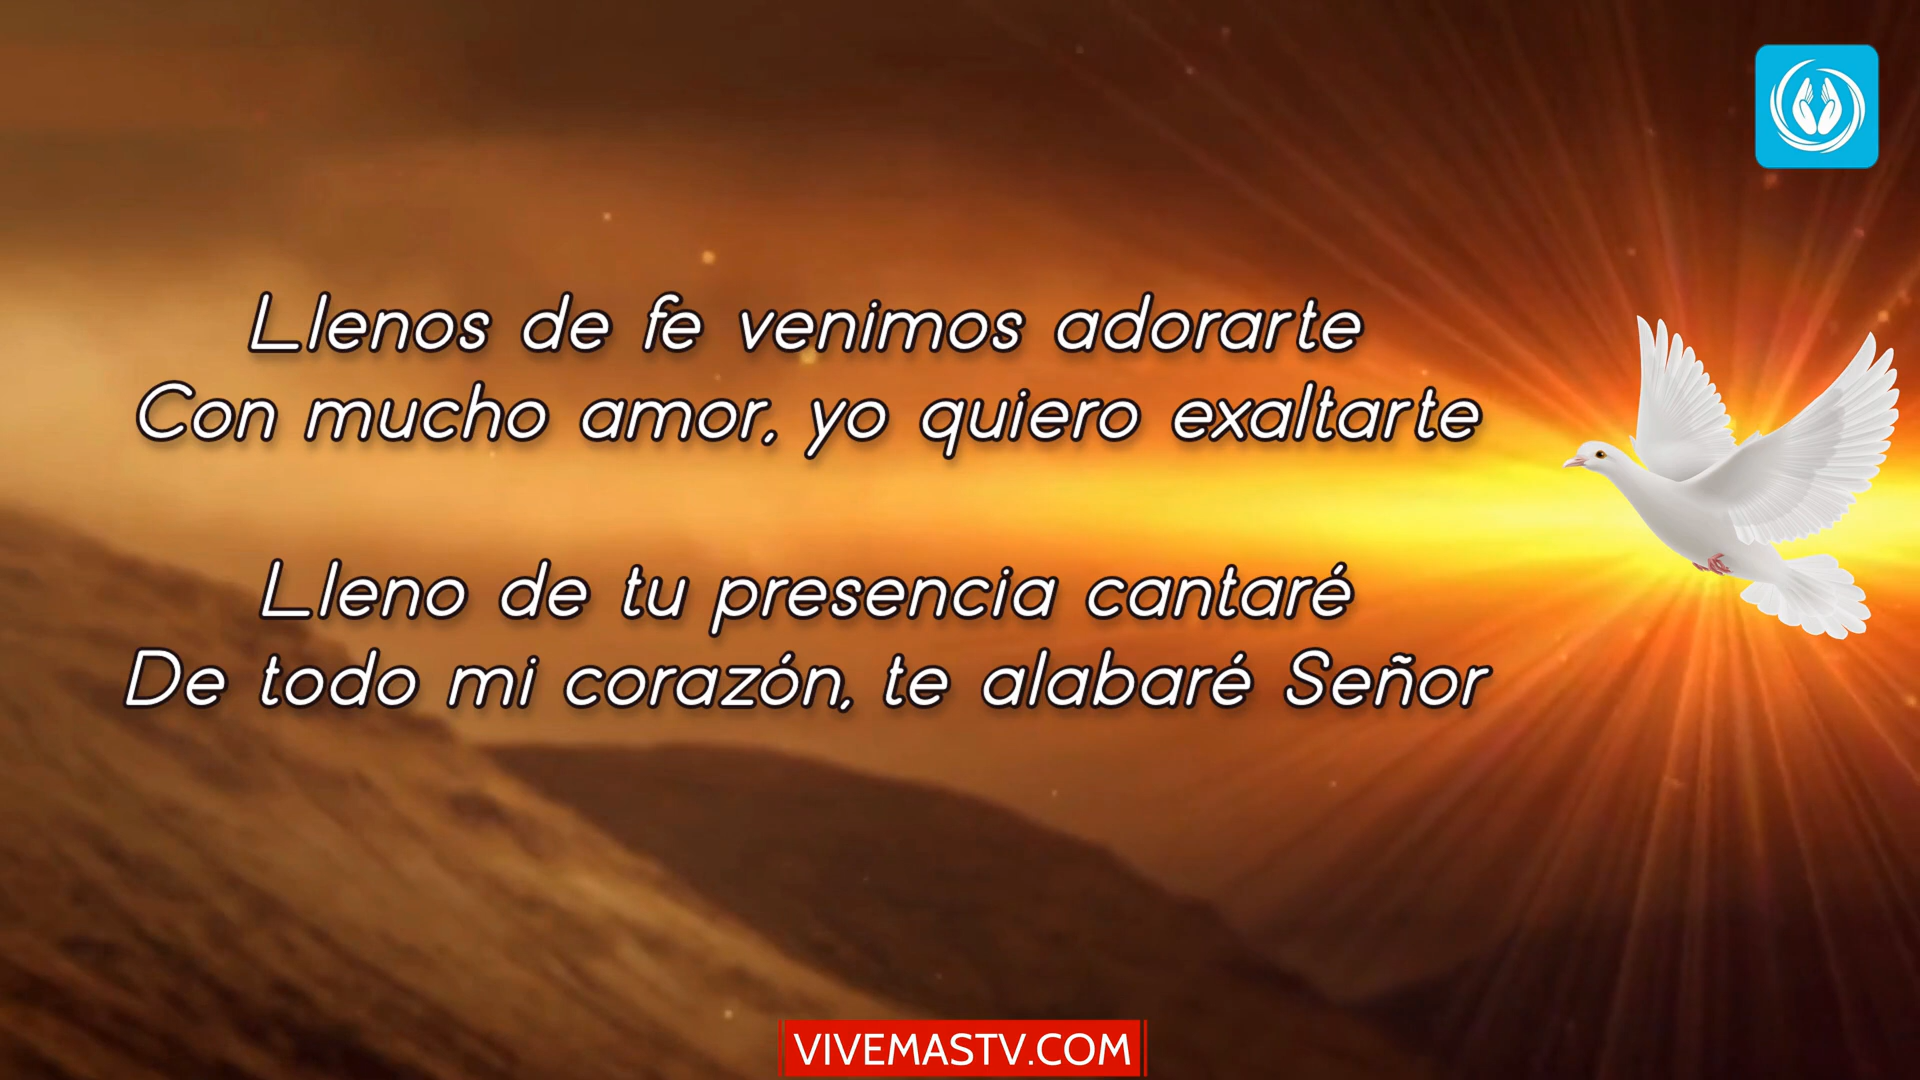 Llenos de fe venimos adorarte
Con mucho amor, yo quiero exaltarte
Lleno de tu presencia cantaré
De todo mi corazón, te alabaré Señor
VIVEMASTV.COM